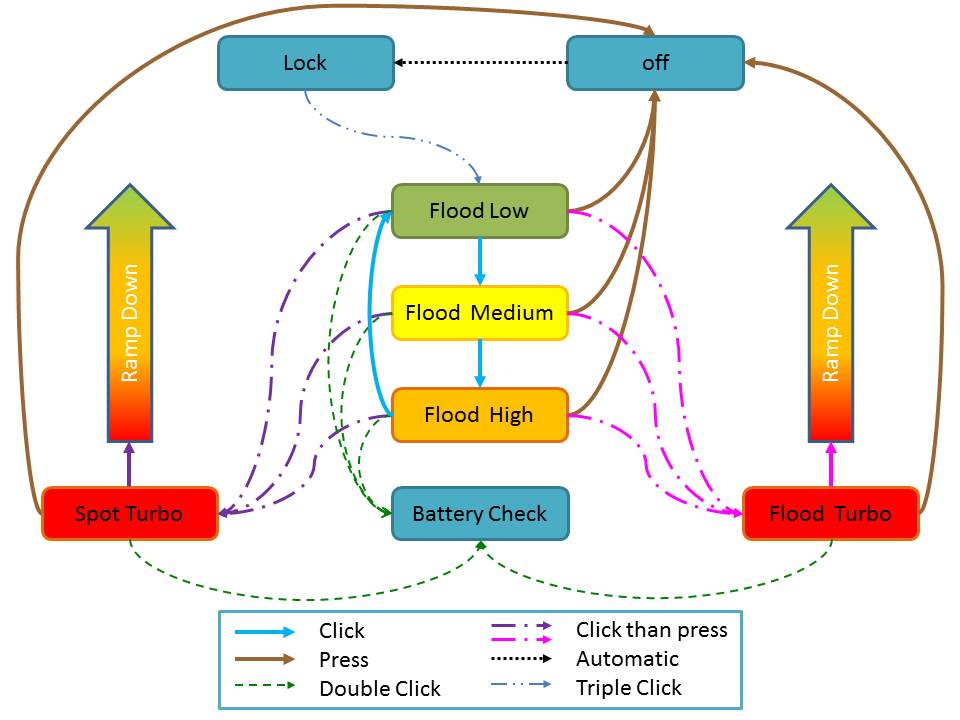 Lock
off
Flood Low
Flood Medium
Flood High
Ramp Down
Ramp Down
Spot Turbo
Battery Check
Flood Turbo
Click
Click than press
Press
Automatic
Double Click
Triple Click